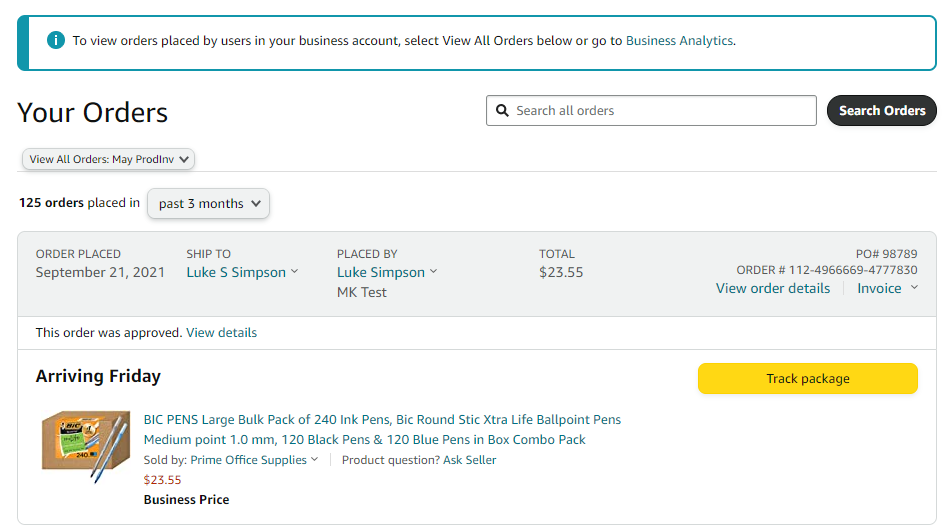 To view orders placed by users in your business account, select View All Orders below or go to Business Analytics.
Your Orders
Search all orders
Search Orders
View All Orders: May ProdInv
125 orders placed in past 3 months
ORDER PLACED
September 21, 2021
SHIP TO
Luke S Simpson
PLACED BY
Luke Simpson
MK Test
TOTAL
$23.55
PO# 98789
ORDER # 112-4966669-4777830
View order details
Invoice
This order was approved. View details
Arriving Friday
Track package
BIC
240
BIC PENS Large Bulk Pack of 240 Ink Pens, Bic Round Stic Xtra Life Ballpoint Pens
Medium point 1.0 mm, 120 Black Pens & 120 Blue Pens in Box Combo Pack
Sold by: Prime Office Supplies
Product question? Ask Seller
$23.55
Business Price